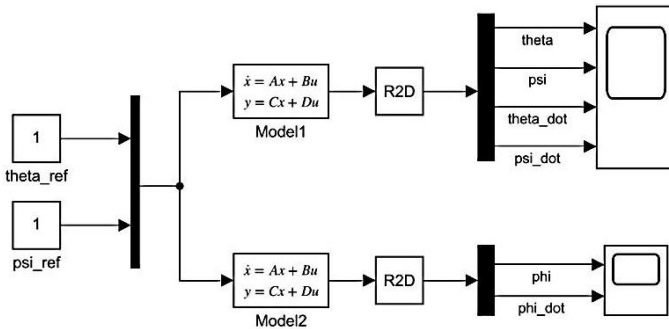 1
theta_ref
1
psi_ref
ẋ = Ax + Bu
y = Cx + Du
Model1
R2D
theta
psi
theta_dot
psi_dot
ẋ = Ax + Bu
y = Cx + Du
Model2
R2D
phi
phi_dot